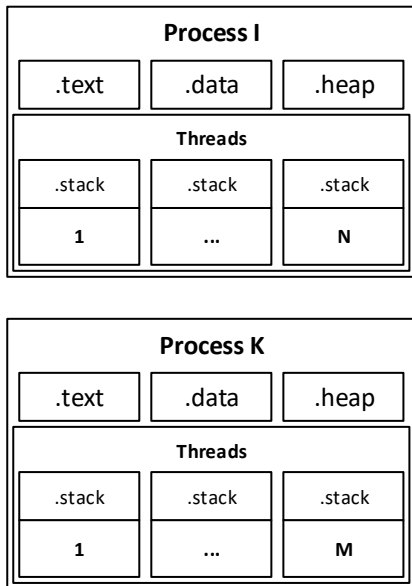 Process I
.text .data .heap
Threads
.stack .stack .stack
1 ... N
Process K
.text .data .heap
Threads
.stack .stack .stack
1 ... M